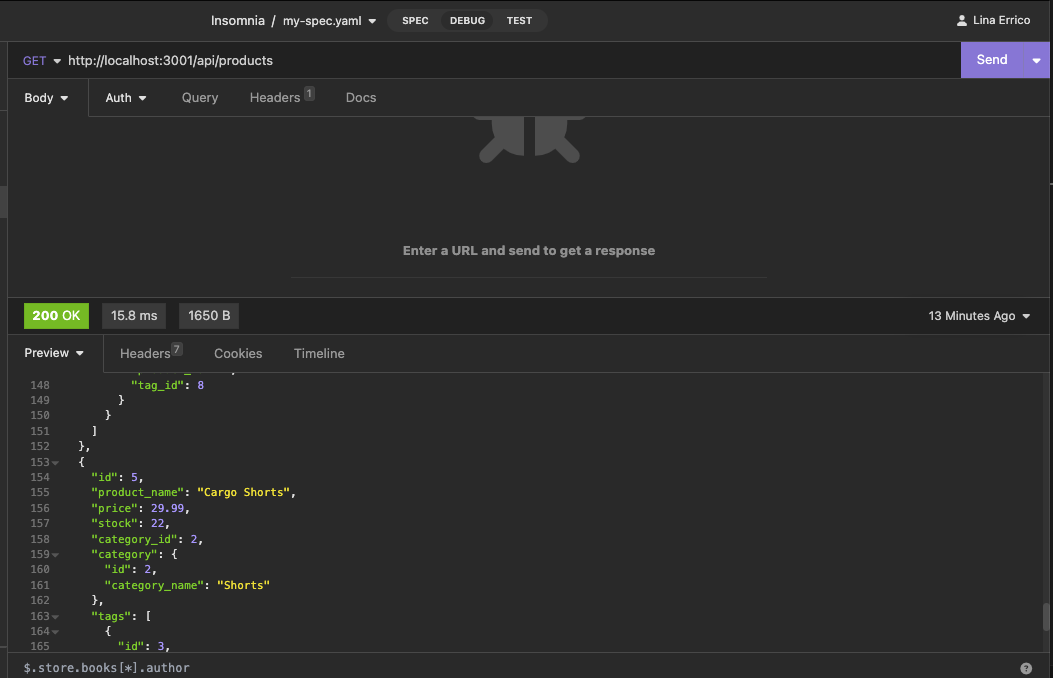 Insomnia / my-spec.yaml SPEC DEBUG TEST Lina Errico
GET http://localhost:3001/api/products Send
Body Auth Query Headers 1 Docs
Enter a URL and send to get a response
200 OK 15.8 ms 1650 B 13 Minutes Ago
Preview Headers 7 Cookies Timeline
148 "tag_id": 8
149 }
150 }
151 ]
152 },
153 {
154 "id": 5,
155 "product_name": "Cargo Shorts",
156 "price": 29.99,
157 "stock": 22,
158 "category_id": 2,
159 "category": {
160 "id": 2,
161 "category_name": "Shorts"
162 },
163 "tags": [
164 {
165 "id": 3,
$.store.books[*].author ?